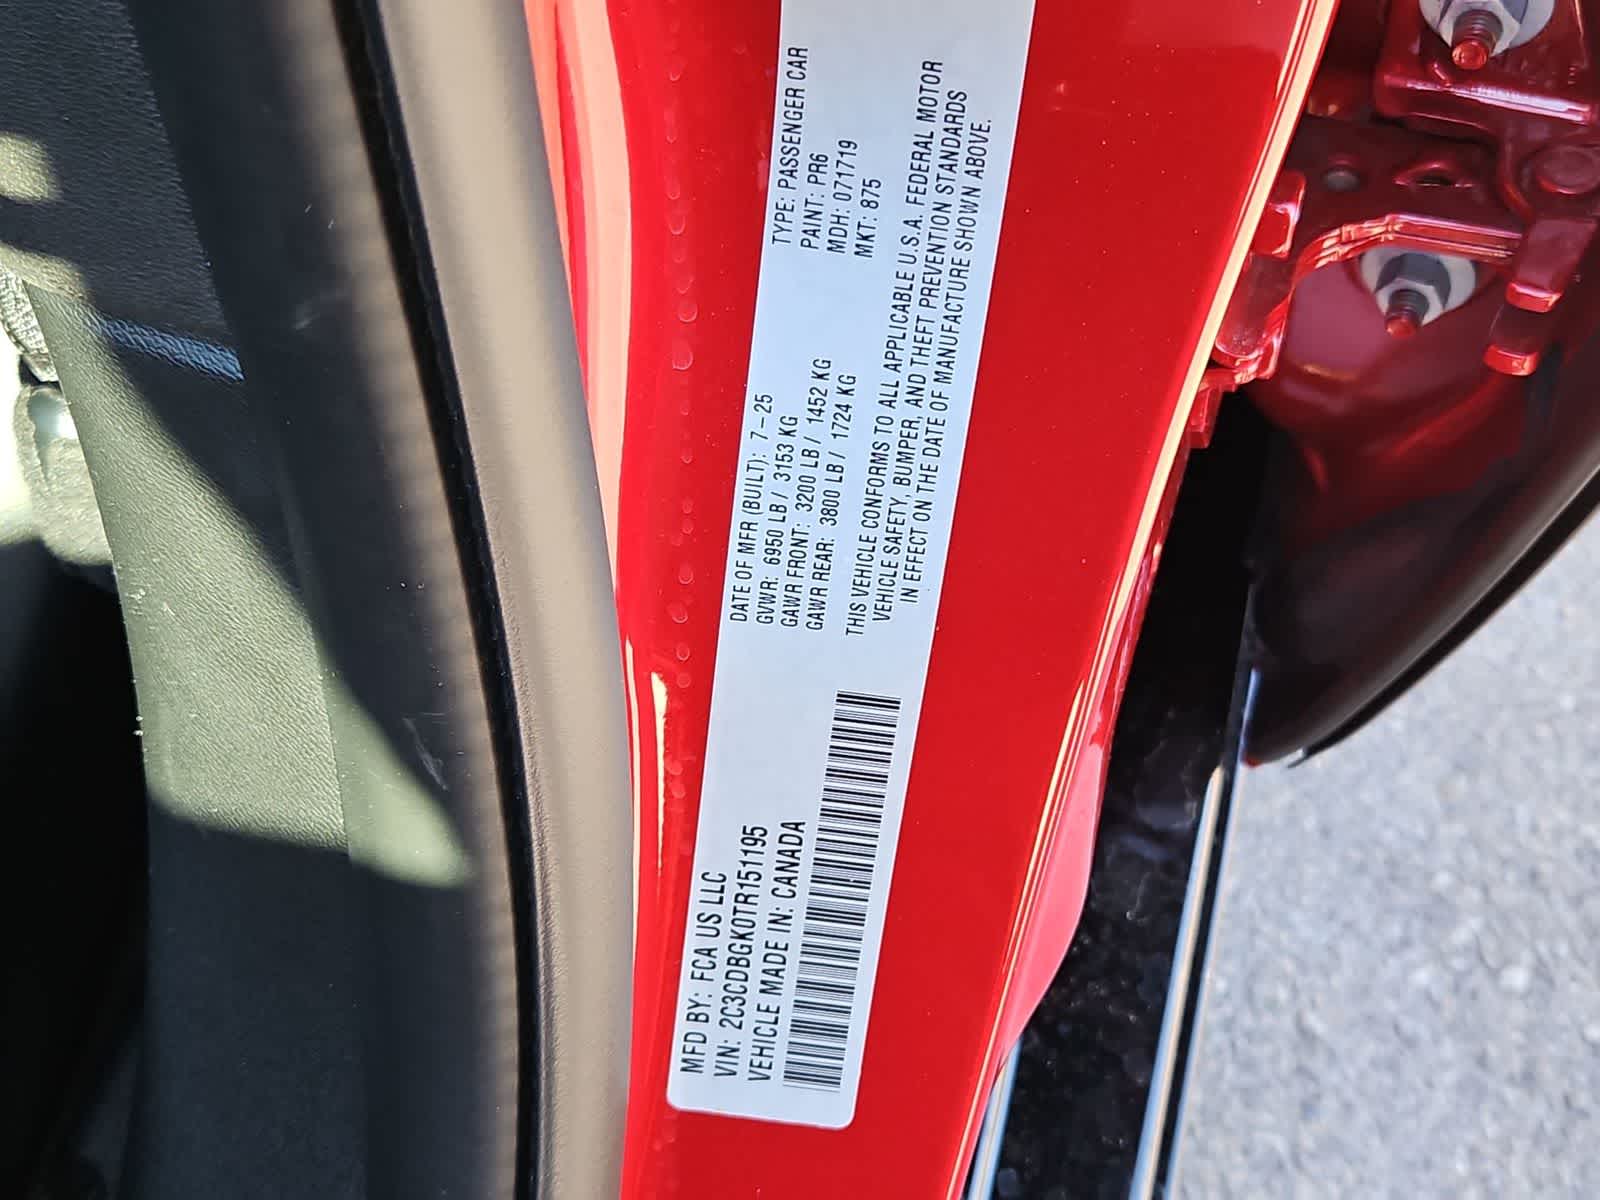 MFD BY: FCA US LLC
VIN: 2C3CDBGK0TR151195
VEHICLE MADE IN: CANADA
DATE OF MFR (BUILT): 7-25
GVWR: 6950 LB / 3153 KG
GAWR FRONT: 3200 LB / 1452 KG
GAWR REAR: 3800 LB / 1724 KG
TYPE: PASSENGER CAR
PAINT: PR6
MDH: 071719
MKT: 875
THIS VEHICLE CONFORMS TO ALL APPLICABLE U.S.A. FEDERAL MOTOR
VEHICLE SAFETY, BUMPER, AND THEFT PREVENTION STANDARDS
IN EFFECT ON THE DATE OF MANUFACTURE SHOWN ABOVE.